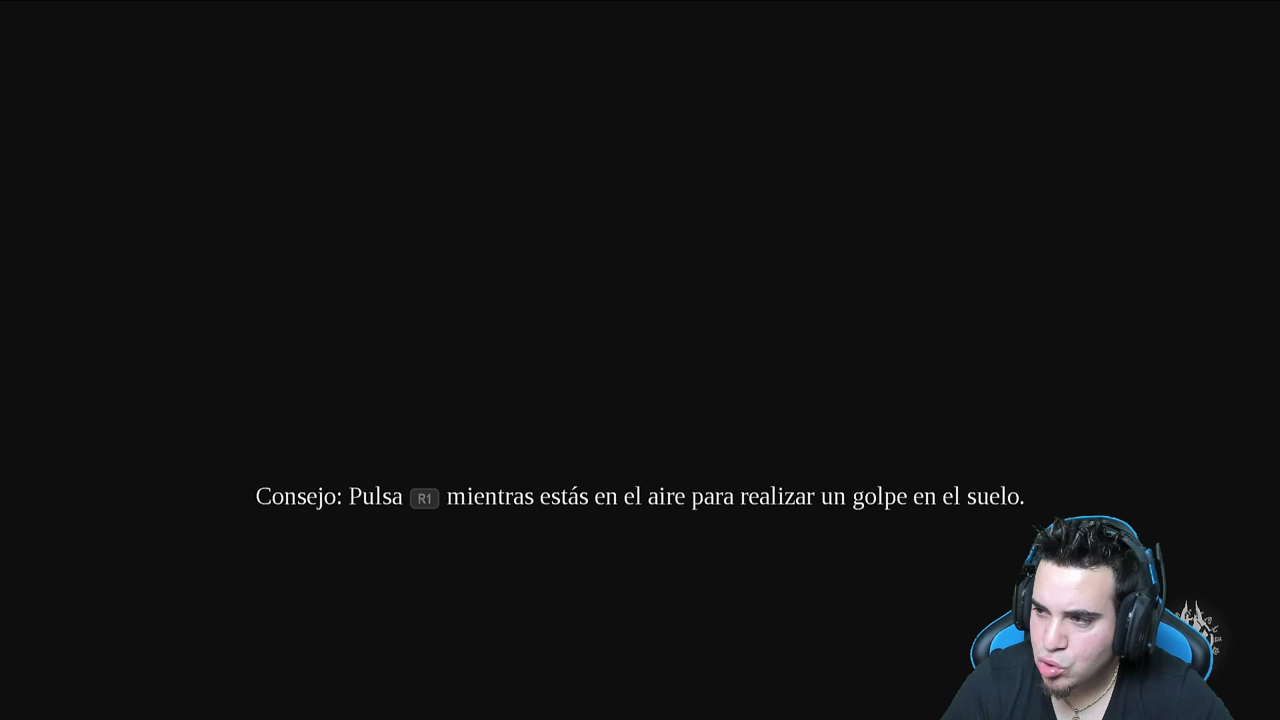 Consejo: Pulsa R1 mientras estás en el aire para realizar un golpe en el suelo.